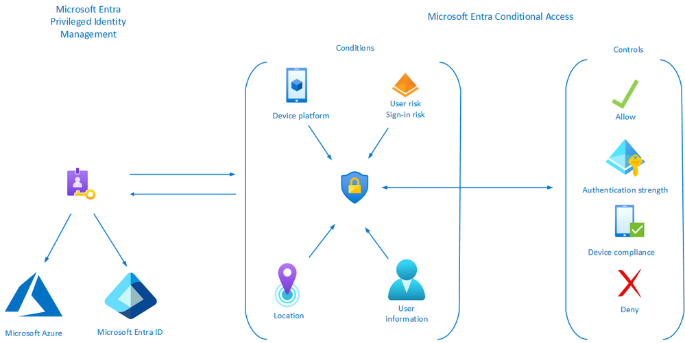 Microsoft Entra
Privileged Identity
Management
Microsoft Entra Conditional Access
Conditions
Controls
Device platform
User risk
Sign-in risk
Allow
Authentication strength
Device compliance
Location
User
information
Deny
Microsoft Azure
Microsoft Entra ID